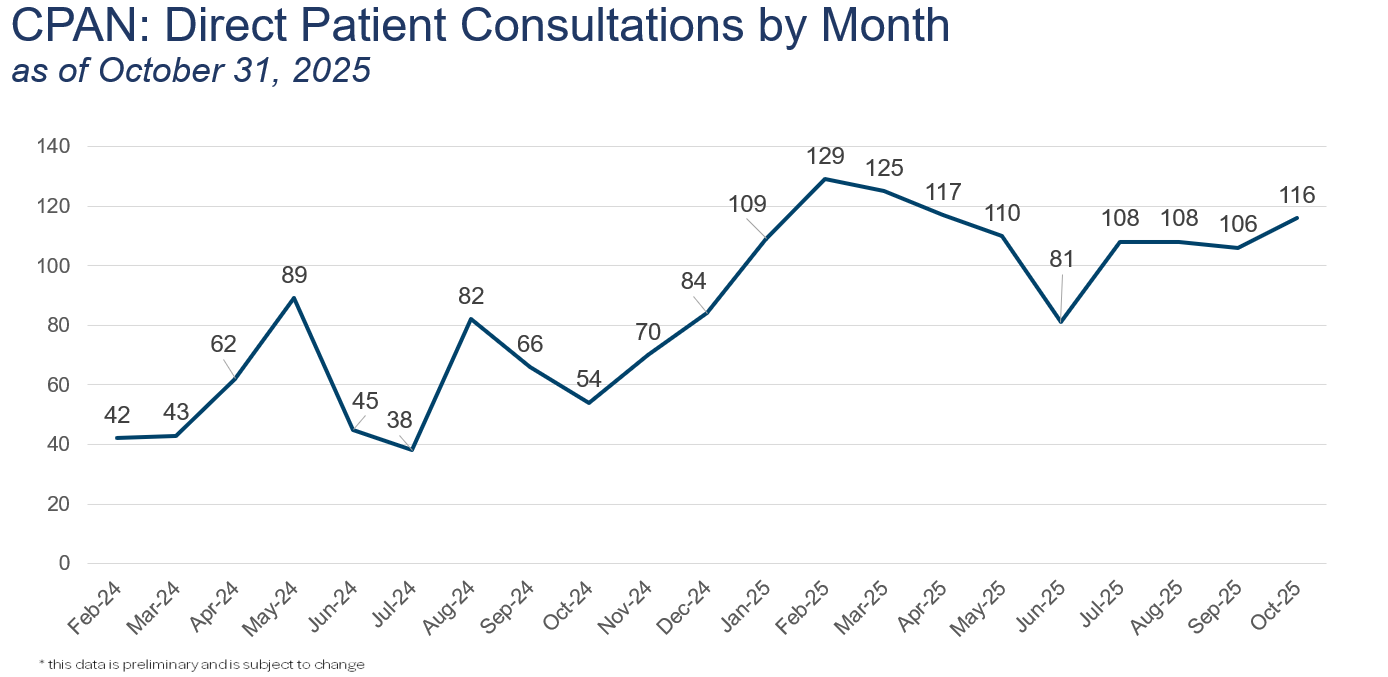 CPAN: Direct Patient Consultations by Month
as of October 31, 2025
140
120
100
80
60
40
20
0
42
43
62
89
45
38
82
66
54
70
84
109
129
125
117
110
81
108
108
106
116
Feb-24
Mar-24
Apr-24
May-24
Jun-24
Jul-24
Aug-24
Sep-24
Oct-24
Nov-24
Dec-24
Jan-25
Feb-25
Mar-25
Apr-25
May-25
Jun-25
Jul-25
Aug-25
Sep-25
Oct-25
* this data is preliminary and is subject to change